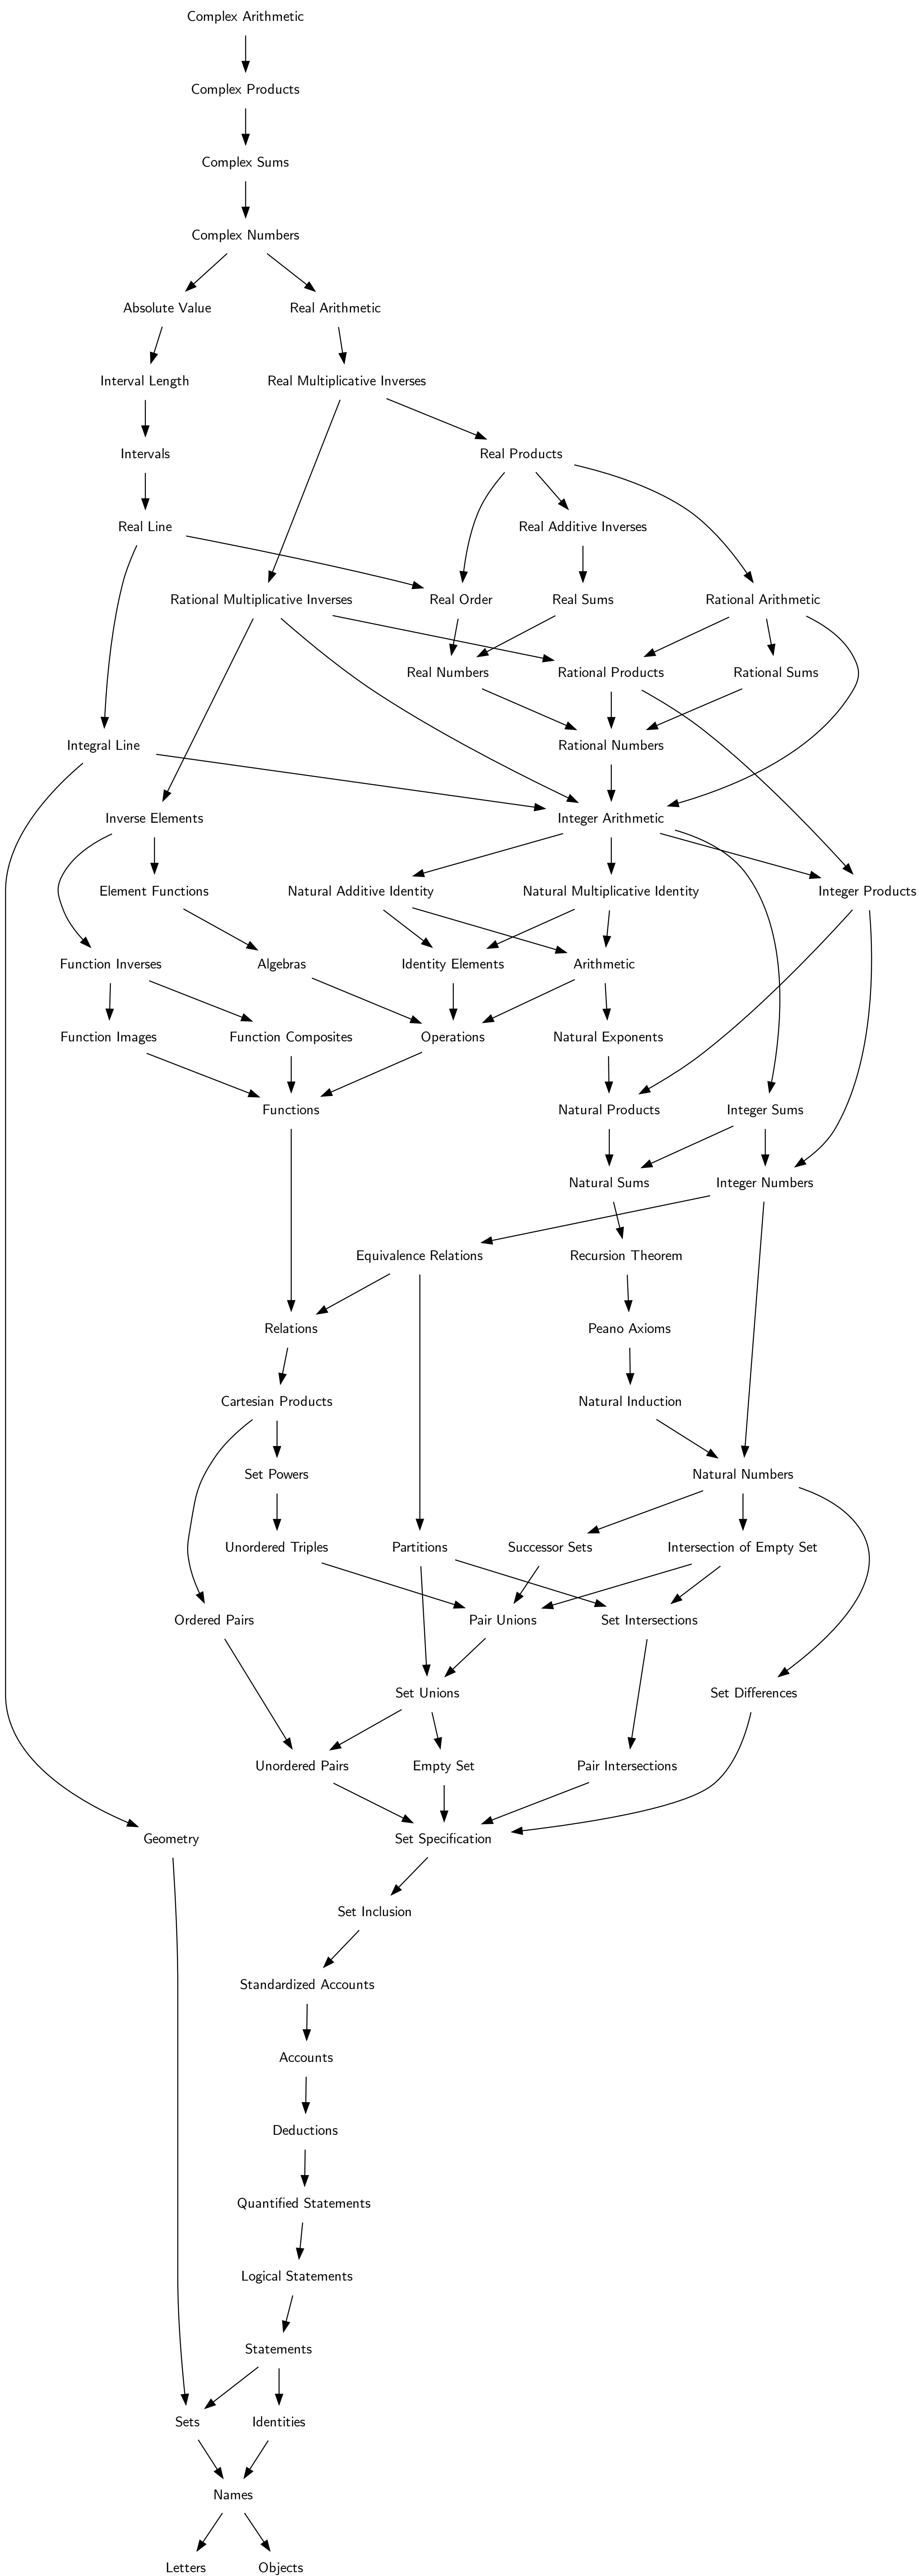 Complex Arithmetic
Complex Products
Complex Sums
Complex Numbers
Absolute Value
Real Arithmetic
Interval Length
Real Multiplicative Inverses
Intervals
Real Products
Real Line
Real Additive Inverses
Rational Multiplicative Inverses
Real Order
Real Sums
Rational Arithmetic
Real Numbers
Rational Products
Rational Sums
Integral Line
Rational Numbers
Inverse Elements
Integer Arithmetic
Element Functions
Natural Additive Identity
Natural Multiplicative Identity
Integer Products
Function Inverses
Algebras
Identity Elements
Arithmetic
Function Images
Function Composites
Operations
Natural Exponents
Functions
Natural Products
Integer Sums
Natural Sums
Integer Numbers
Equivalence Relations
Recursion Theorem
Relations
Peano Axioms
Cartesian Products
Natural Induction
Set Powers
Natural Numbers
Unordered Triples
Partitions
Successor Sets
Intersection of Empty Set
Ordered Pairs
Pair Unions
Set Intersections
Set Unions
Set Differences
Unordered Pairs
Empty Set
Pair Intersections
Geometry
Set Specification
Set Inclusion
Standardized Accounts
Accounts
Deductions
Quantified Statements
Logical Statements
Statements
Sets
Identities
Names
Letters
Objects